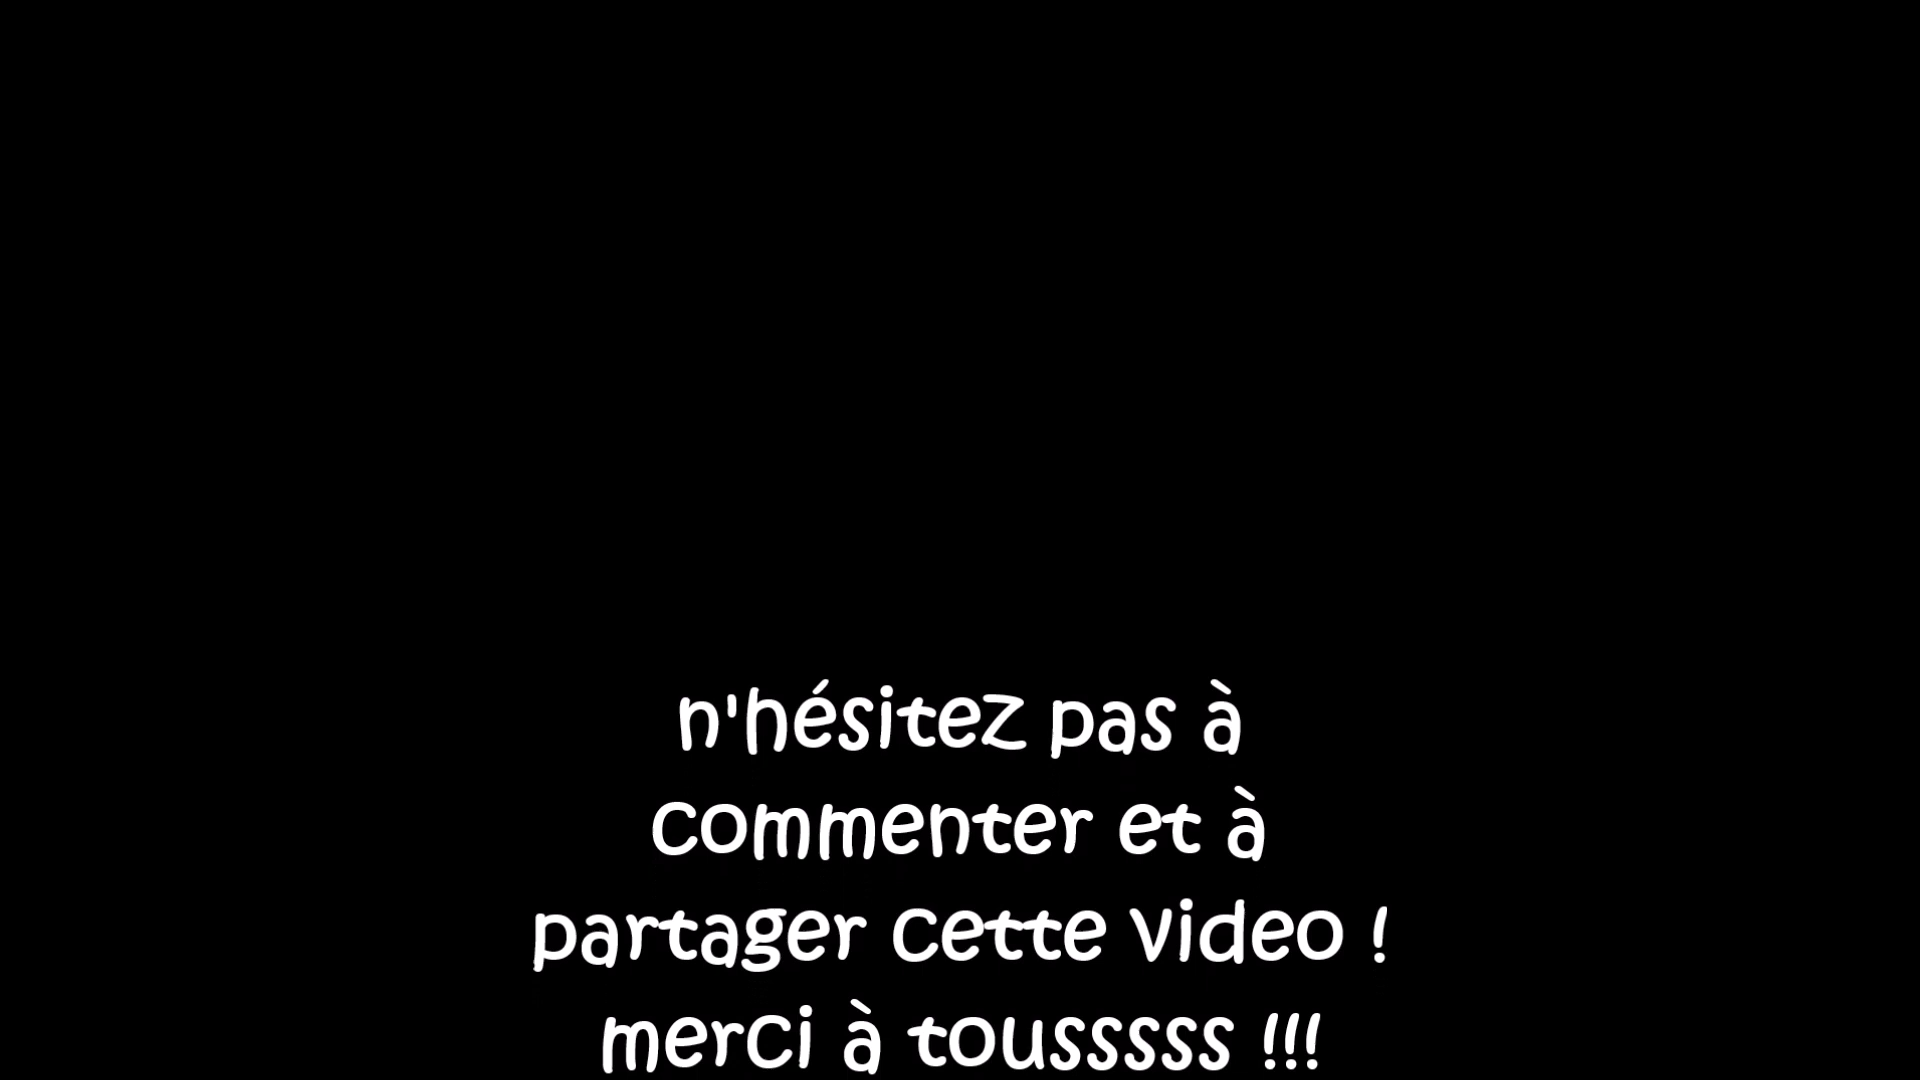 n'hésitez pas à
commenter et à
partager cette video !
merci à tousssss !!!